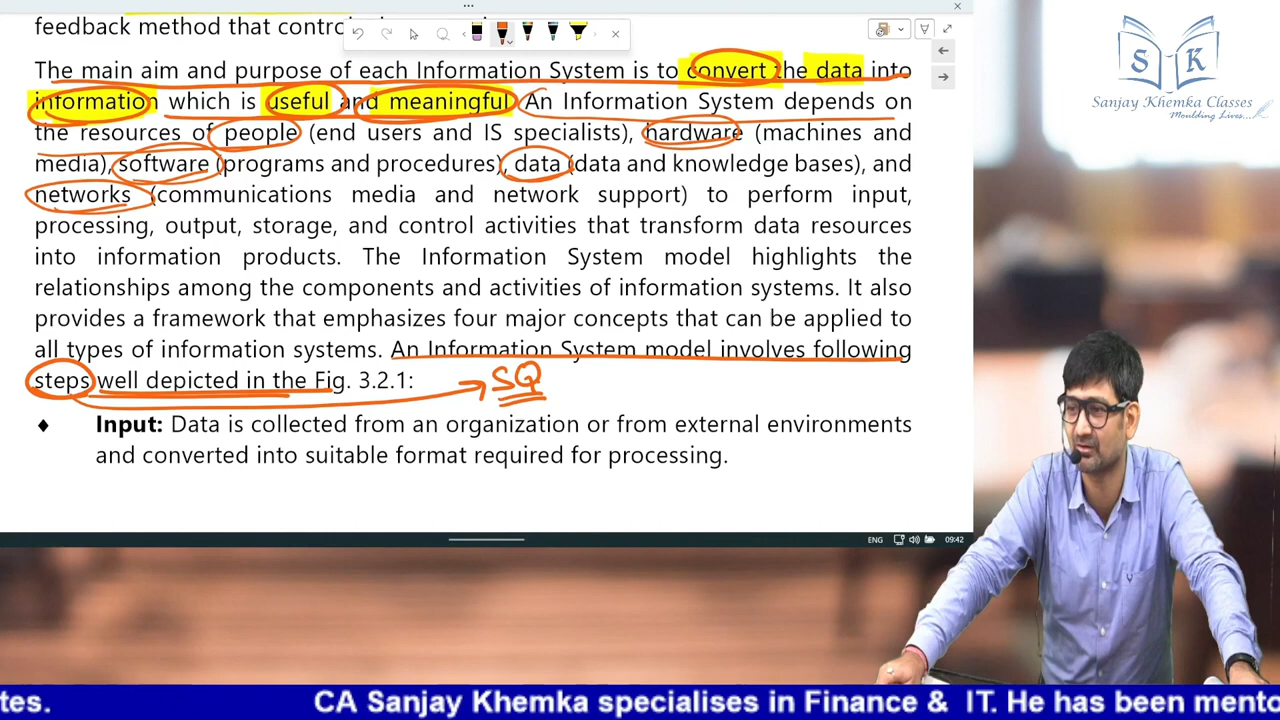 feedback method that contr
The main aim and purpose of each Information System is to convert the data into
information which is useful and meaningful. An Information System depends on
the resources of people (end users and IS specialists), hardware (machines and
media), software (programs and procedures), data (data and knowledge bases), and
networks (communications media and network support) to perform input,
processing, output, storage, and control activities that transform data resources
into information products. The Information System model highlights the
relationships among the components and activities of information systems. It also
provides a framework that emphasizes four major concepts that can be applied to
all types of information systems. An Information System model involves following
steps well depicted in the Fig. 3.2.1:
SQ
♦ Input: Data is collected from an organization or from external environments
and converted into suitable format required for processing.
ENG 09:42
S K
Sanjay Khemka Classes
Moulding Lives...
tes. CA Sanjay Khemka specialises in Finance & IT. He has been mento